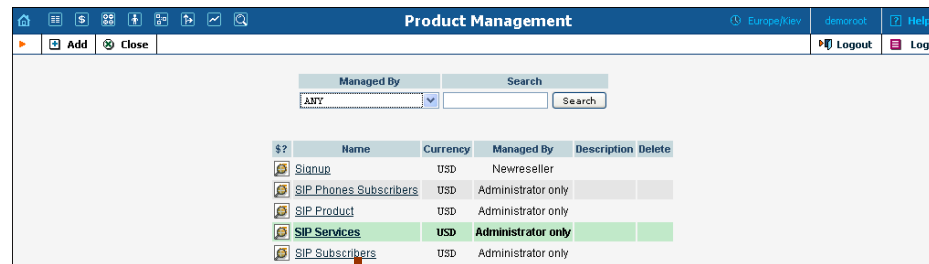 Product Management Europe/Kiev demoroot ? Help
Add Close Logout Log
Managed By Search
ANY Search
$? Name Currency Managed By Description Delete
Signup USD Newreseller
SIP Phones Subscribers USD Administrator only
SIP Product USD Administrator only
SIP Services USD Administrator only
SIP Subscribers USD Administrator only